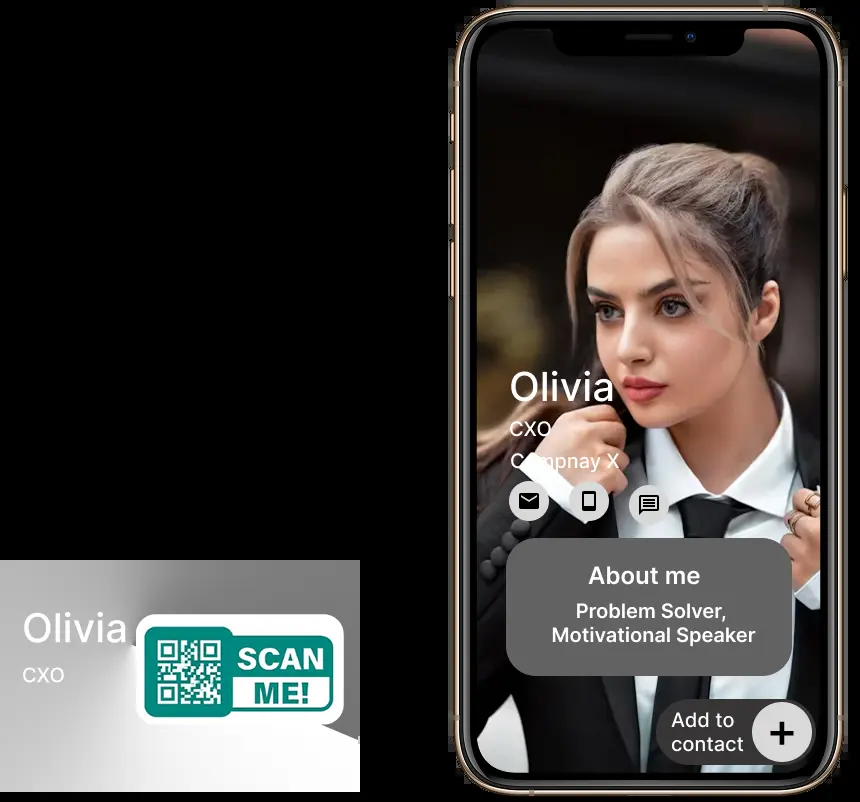 Olivia
CXO
Compnay X
About me
Problem Solver,
Motivational Speaker
Add to
contact
Olivia
CXO
SCAN
ME!